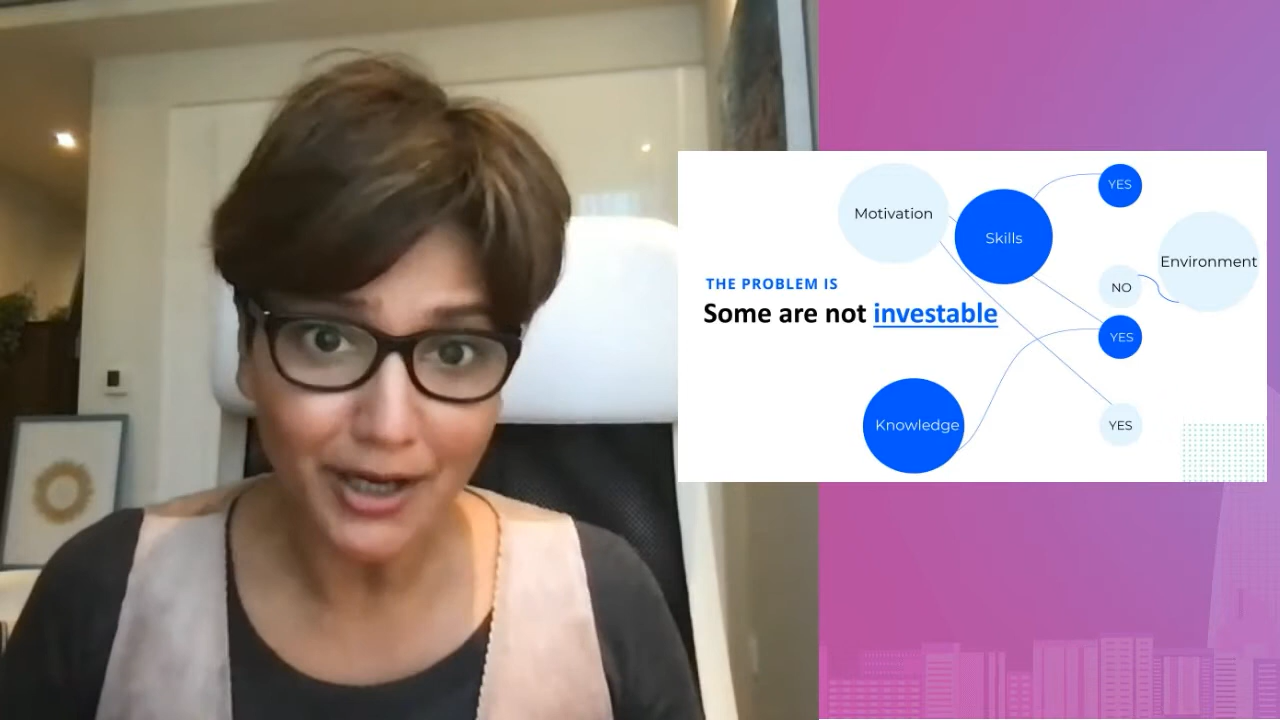 Motivation
Skills
YES
Environment
NO
THE PROBLEM IS
Some are not investable
YES
Knowledge
YES